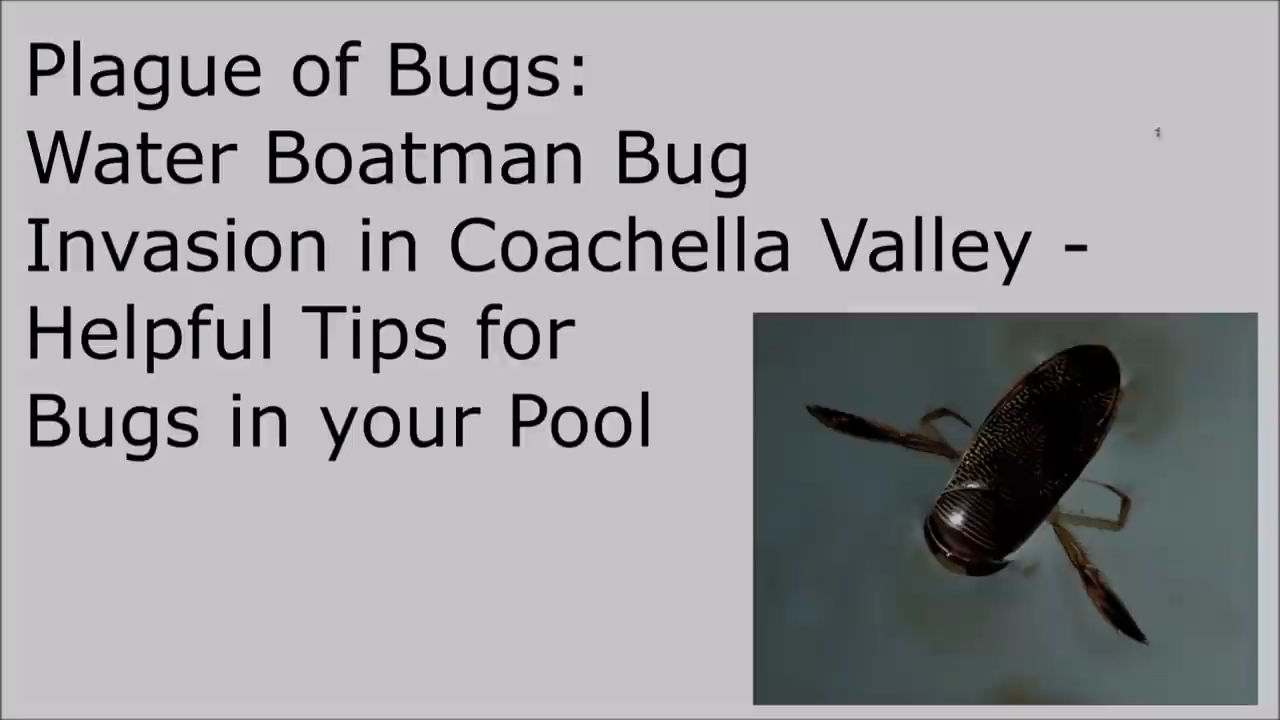 Plague of Bugs:
Water Boatman Bug
Invasion in Coachella Valley -
Helpful Tips for
Bugs in your Pool